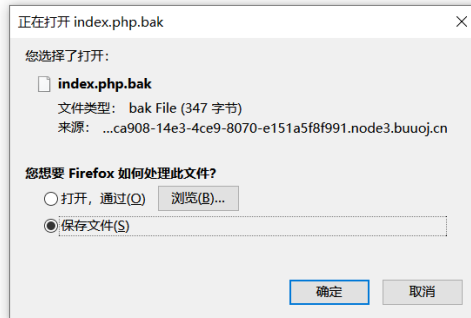 正在打开 index.php.bak
您选择了打开：
index.php.bak
文件类型： bak File (347 字节)
来源： ...ca908-14e3-4ce9-8070-e151a5f8f991.node3.buuoj.cn
您想要 Firefox 如何处理此文件?
打开，通过(O) 浏览(B)...
保存文件(S)
确定 取消